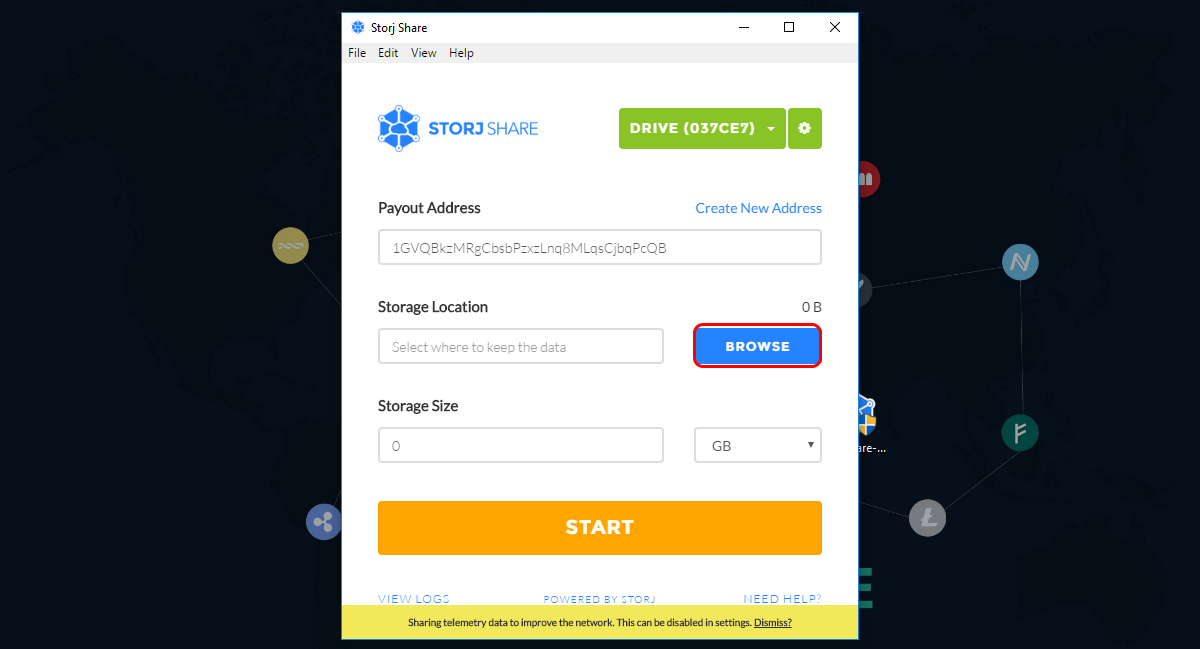 Storj Share
File Edit View Help
STORJ SHARE
DRIVE (037CE7)
Payout Address
Create New Address
1GVQBkzMRgCbsbPzxzLnq8MLqsCjbqPcQB
Storage Location
0 B
Select where to keep the data
BROWSE
Storage Size
0
GB
are-...
START
VIEW LOGS
POWERED BY STORJ
NEED HELP?
Sharing telemetry data to improve the network. This can be disabled in settings. Dismiss?